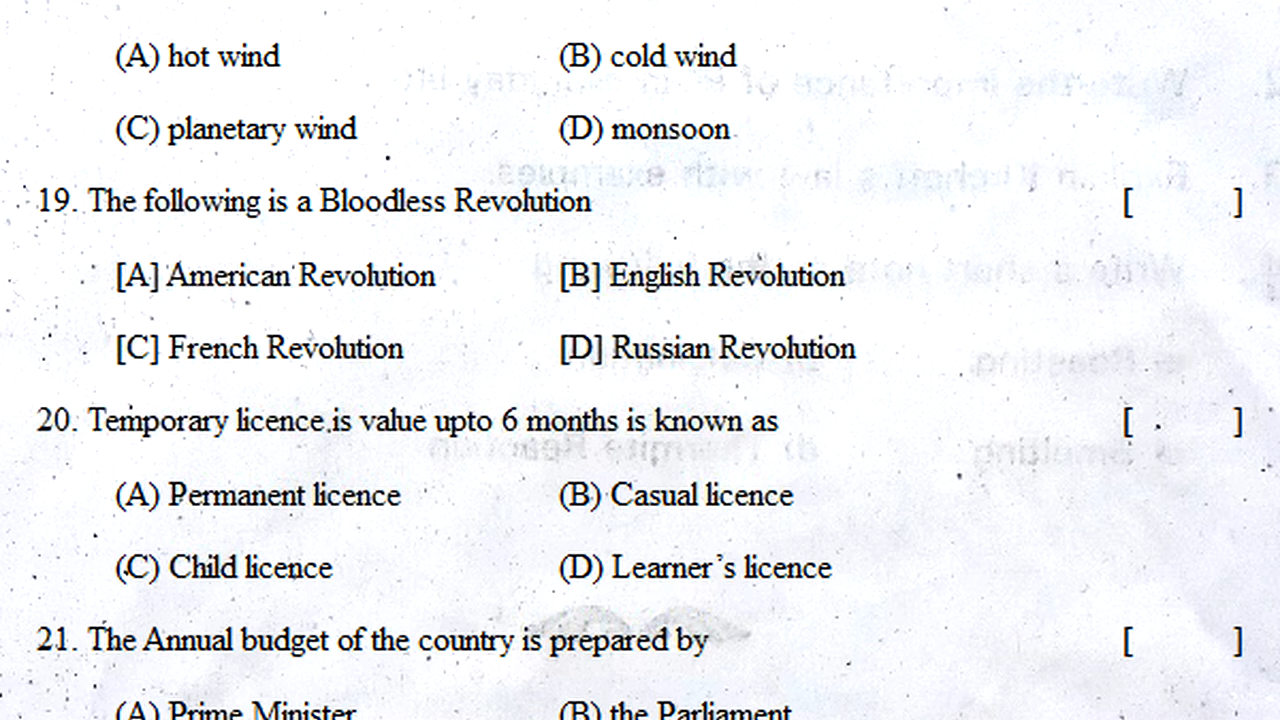 (A) hot wind (B) cold wind
(C) planetary wind (D) monsoon
19. The following is a Bloodless Revolution [ ]
[A] American Revolution [B] English Revolution
[C] French Revolution [D] Russian Revolution
20. Temporary licence is value upto 6 months is known as [ ]
(A) Permanent licence (B) Casual licence
(C) Child licence (D) Learner's licence
21. The Annual budget of the country is prepared by [ ]
(A) Prime Minister (B) the Parliament